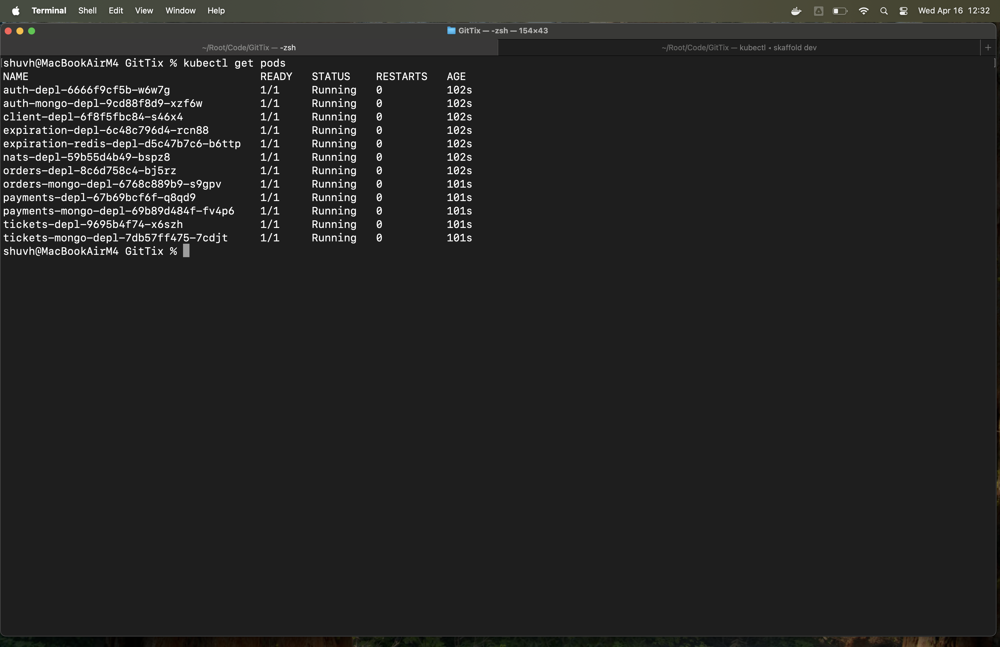 Terminal Shell Edit View Window Help Wed Apr 16 12:32
GitTix — -zsh — 154×43
~/Root/Code/GitTix — -zsh ~/Root/Code/GitTix — kubectl ◂ skaffold dev +
[shuvh@MacBookAirM4 GitTix % kubectl get pods ]
NAME READY STATUS RESTARTS AGE
auth-depl-6666f9cf5b-w6w7g 1/1 Running 0 102s
auth-mongo-depl-9cd88f8d9-xzf6w 1/1 Running 0 102s
client-depl-6f8f5fbc84-s46x4 1/1 Running 0 102s
expiration-depl-6c48c796d4-rcn88 1/1 Running 0 102s
expiration-redis-depl-d5c47b7c6-b6ttp 1/1 Running 0 102s
nats-depl-59b55d4b49-bspz8 1/1 Running 0 102s
orders-depl-8c6d758c4-bj5rz 1/1 Running 0 102s
orders-mongo-depl-6768c889b9-s9gpv 1/1 Running 0 101s
payments-depl-67b69bcf6f-q8qd9 1/1 Running 0 101s
payments-mongo-depl-69b89d484f-fv4p6 1/1 Running 0 101s
tickets-depl-9695b4f74-x6szh 1/1 Running 0 101s
tickets-mongo-depl-7db57ff475-7cdjt 1/1 Running 0 101s
shuvh@MacBookAirM4 GitTix %